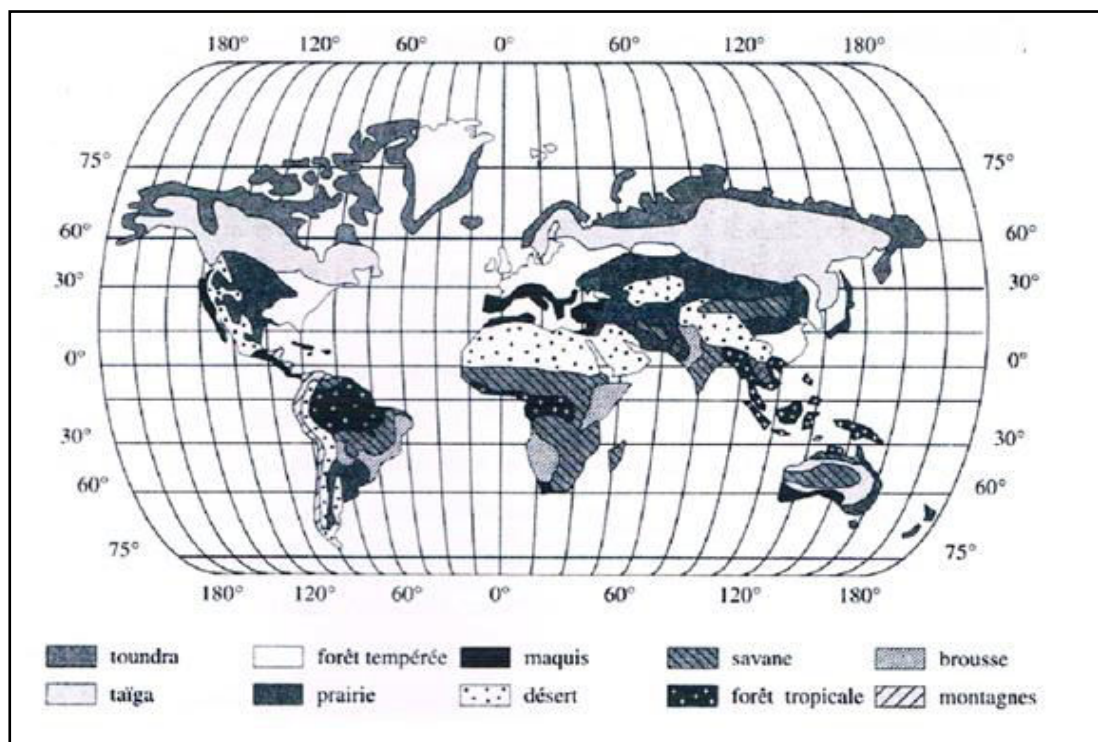 180° 120° 60° 0° 60° 120° 180°
75° 75°
60° 60°
30° 30°
0° 0°
30° 30°
60° 60°
75° 75°
180° 120° 60° 0° 60° 120° 180°
toundra forêt tempérée maquis savane brousse
taïga prairie désert forêt tropicale montagnes